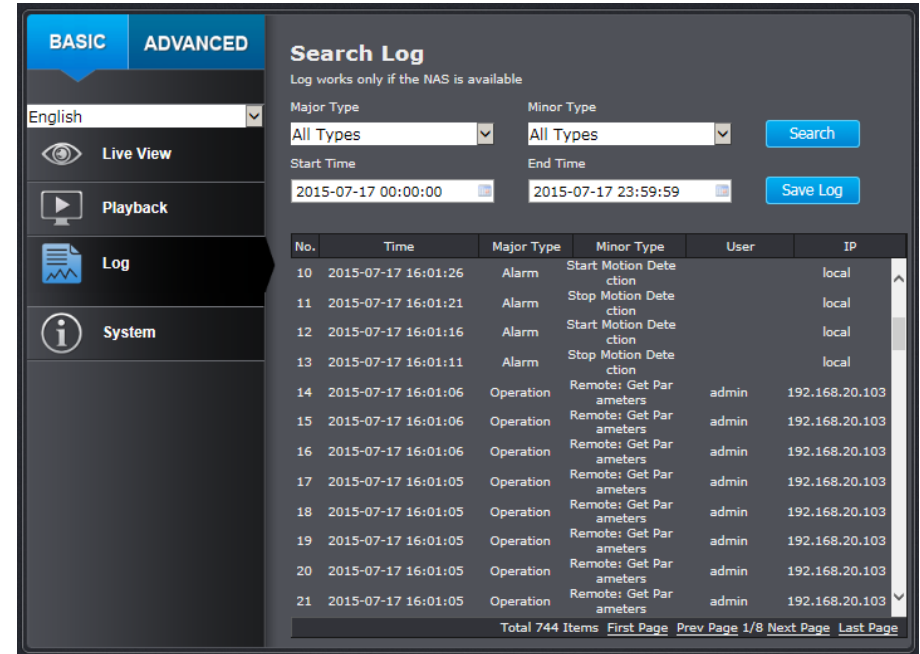 BASIC ADVANCED
English
Live View
Playback
Log
System
Search Log
Log works only if the NAS is available
Major Type Minor Type
All Types All Types Search
Start Time End Time
2015-07-17 00:00:00 2015-07-17 23:59:59 Save Log
No. Time Major Type Minor Type User IP
10 2015-07-17 16:01:26 Alarm Start Motion Dete
ction local
11 2015-07-17 16:01:21 Alarm Stop Motion Dete
ction local
12 2015-07-17 16:01:16 Alarm Start Motion Dete
ction local
13 2015-07-17 16:01:11 Alarm Stop Motion Dete
ction local
14 2015-07-17 16:01:06 Operation Remote: Get Par
ameters admin 192.168.20.103
15 2015-07-17 16:01:06 Operation Remote: Get Par
ameters admin 192.168.20.103
16 2015-07-17 16:01:06 Operation Remote: Get Par
ameters admin 192.168.20.103
17 2015-07-17 16:01:05 Operation Remote: Get Par
ameters admin 192.168.20.103
18 2015-07-17 16:01:05 Operation Remote: Get Par
ameters admin 192.168.20.103
19 2015-07-17 16:01:05 Operation Remote: Get Par
ameters admin 192.168.20.103
20 2015-07-17 16:01:05 Operation Remote: Get Par
ameters admin 192.168.20.103
21 2015-07-17 16:01:05 Operation Remote: Get Par
ameters admin 192.168.20.103
Total 744 Items First Page Prev Page 1/8 Next Page Last Page